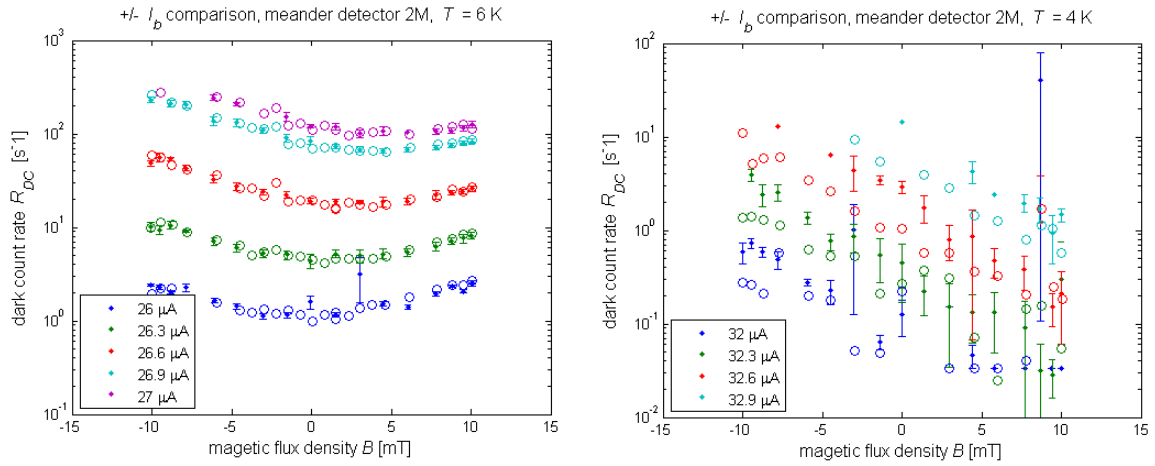 +/- I_b comparison, meander detector 2M, T = 6 K
dark count rate R_DC [s^-1]
10^3
10^2
10^1
10^0
10^-1
26 µA
26.3 µA
26.6 µA
26.9 µA
27 µA
-15 -10 -5 0 5 10 15
magetic flux density B [mT]
+/- I_b comparison, meander detector 2M, T = 4 K
dark count rate R_DC [s^-1]
10^2
10^1
10^0
10^-1
10^-2
32 µA
32.3 µA
32.6 µA
32.9 µA
-15 -10 -5 0 5 10 15
magetic flux density B [mT]